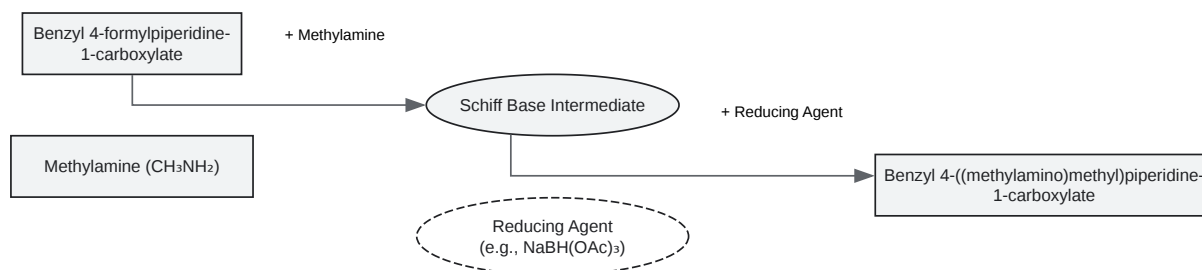 Benzyl 4-formylpiperidine-
1-carboxylate
+ Methylamine
Schiff Base Intermediate
+ Reducing Agent
Methylamine (CH₃NH₂)
Benzyl 4-((methylamino)methyl)piperidine-
1-carboxylate
Reducing Agent
(e.g., NaBH(OAc)₃)